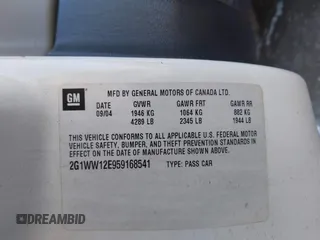 GM
MFD BY GENERAL MOTORS OF CANADA LTD.
DATE GVWR GAWR FRT GAWR RR
09/04 1946 KG 1064 KG 882 KG
4289 LB 2345 LB 1944 LB
THIS VEHICLE CONFORMS TO ALL APPLICABLE U.S. FEDERAL MOTOR
VEHICLE SAFETY, BUMPER, AND THEFT PREVENTION STANDARDS IN
EFFECT ON THE DATE OF MANUFACTURE SHOWN ABOVE.
2G1WW12E959168541 TYPE: PASS CAR
DREAMBID